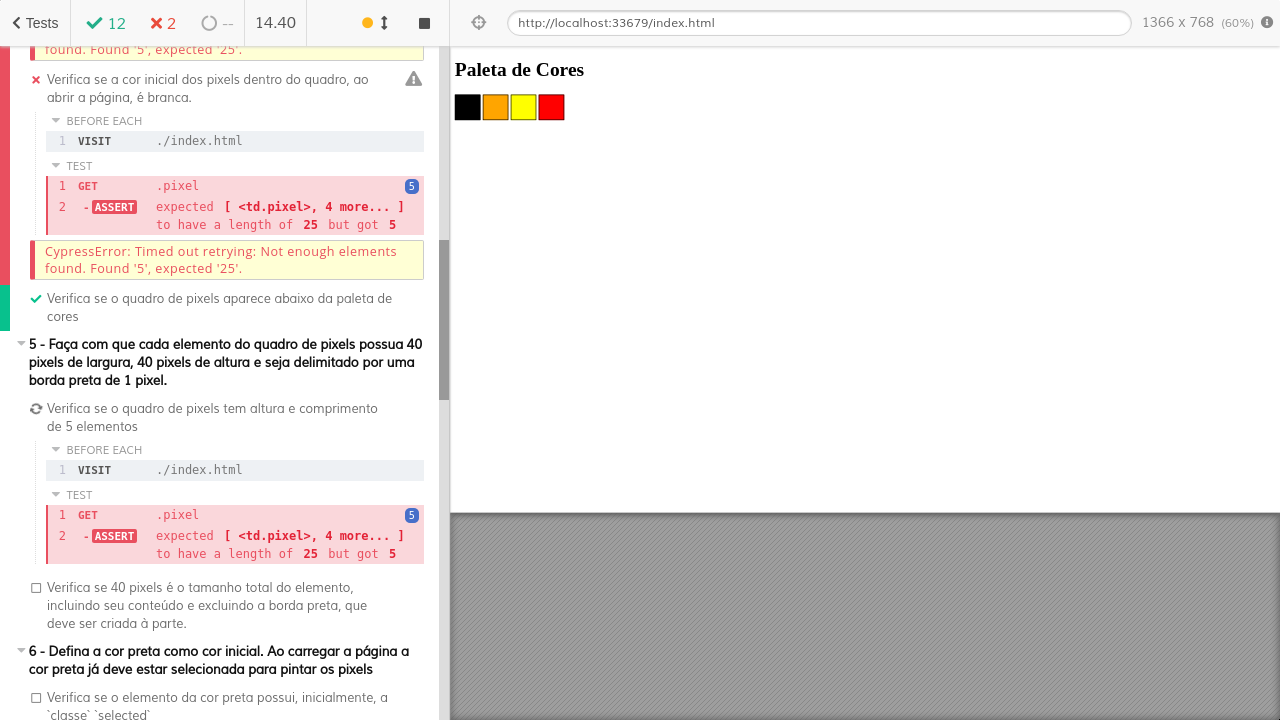 Tests
12
2
--
14.40
http://localhost:33679/index.html
1366 x 768 (60%)
found. Found '5', expected '25'.
Verifica se a cor inicial dos pixels dentro do quadro, ao
abrir a página, é branca.
BEFORE EACH
1 VISIT ./index.html
TEST
1 GET .pixel 5
2 -ASSERT expected [ <td.pixel>, 4 more... ]
to have a length of 25 but got 5
CypressError: Timed out retrying: Not enough elements
found. Found '5', expected '25'.
Verifica se o quadro de pixels aparece abaixo da paleta de
cores
5 - Faça com que cada elemento do quadro de pixels possua 40
pixels de largura, 40 pixels de altura e seja delimitado por uma
borda preta de 1 pixel.
Verifica se o quadro de pixels tem altura e comprimento
de 5 elementos
BEFORE EACH
1 VISIT ./index.html
TEST
1 GET .pixel 5
2 -ASSERT expected [ <td.pixel>, 4 more... ]
to have a length of 25 but got 5
Verifica se 40 pixels é o tamanho total do elemento,
incluindo seu conteúdo e excluindo a borda preta, que
deve ser criada à parte.
6 - Defina a cor preta como cor inicial. Ao carregar a página a
cor preta já deve estar selecionada para pintar os pixels
Verifica se o elemento da cor preta possui, inicialmente, a
`classe` `selected`
Paleta de Cores